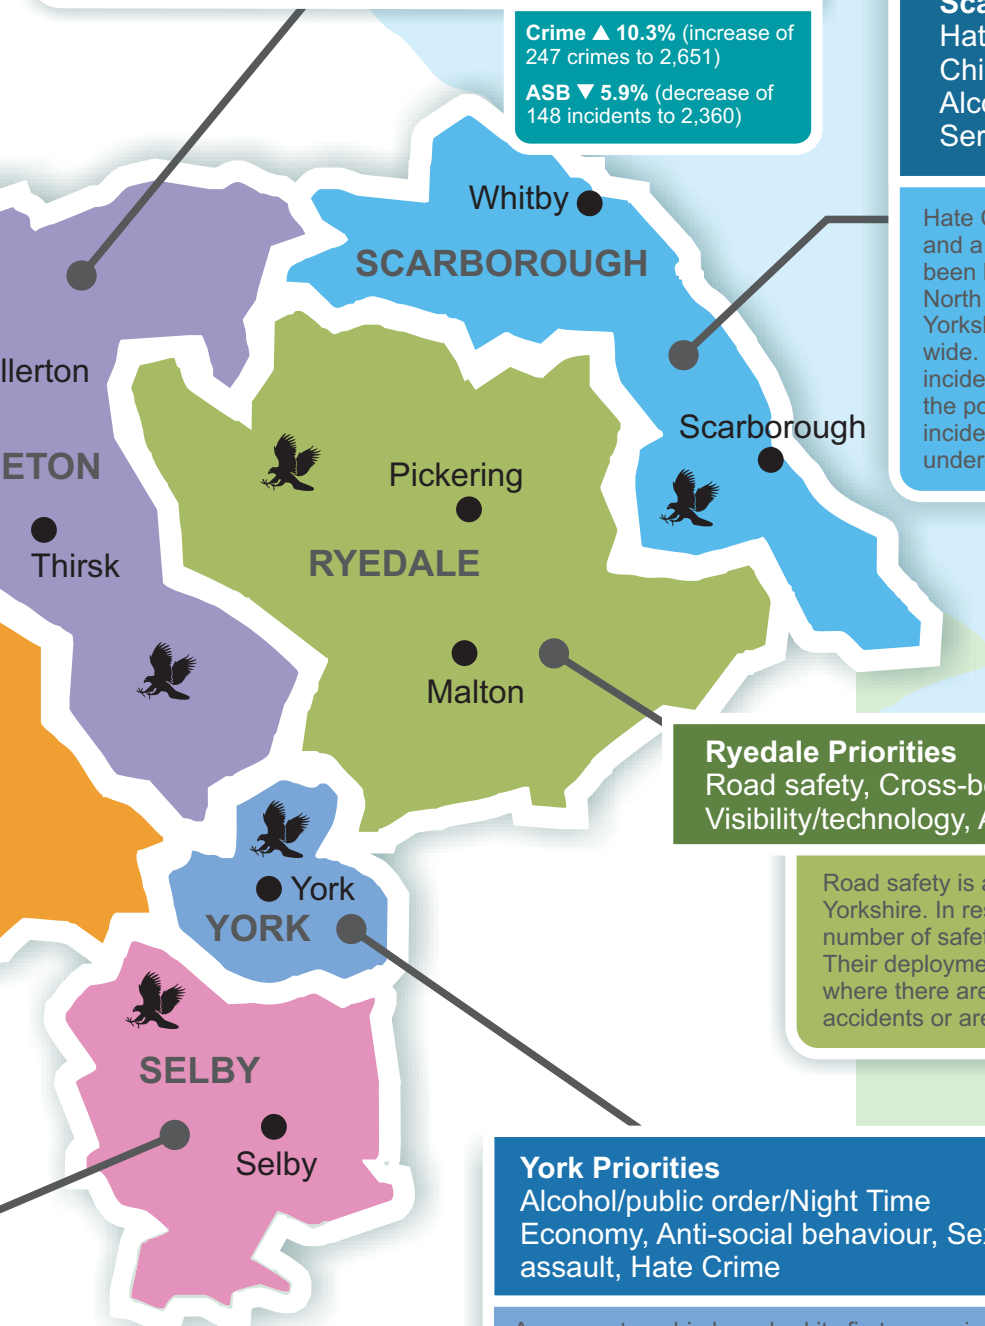 Crime ▲ 10.3% (increase of
247 crimes to 2,651)
ASB ▼ 5.9% (decrease of
148 incidents to 2,360)
Hat
Chi
Alc
Ser
Whitby
SCARBOROUGH
Hate
and a
been
North
Yorks
wide.
incide
the po
incide
under
llerton
Scarborough
ETON
Pickering
Thirsk
RYEDALE
Malton
Ryedale Priorities
Road safety, Cross-b
Visibility/technology,
Road safety is
Yorkshire. In res
number of safet
Their deployme
where there are
accidents or are
York
YORK
SELBY
Selby
York Priorities
Alcohol/public order/Night Time
Economy, Anti-social behaviour, Se
assault, Hate Crime